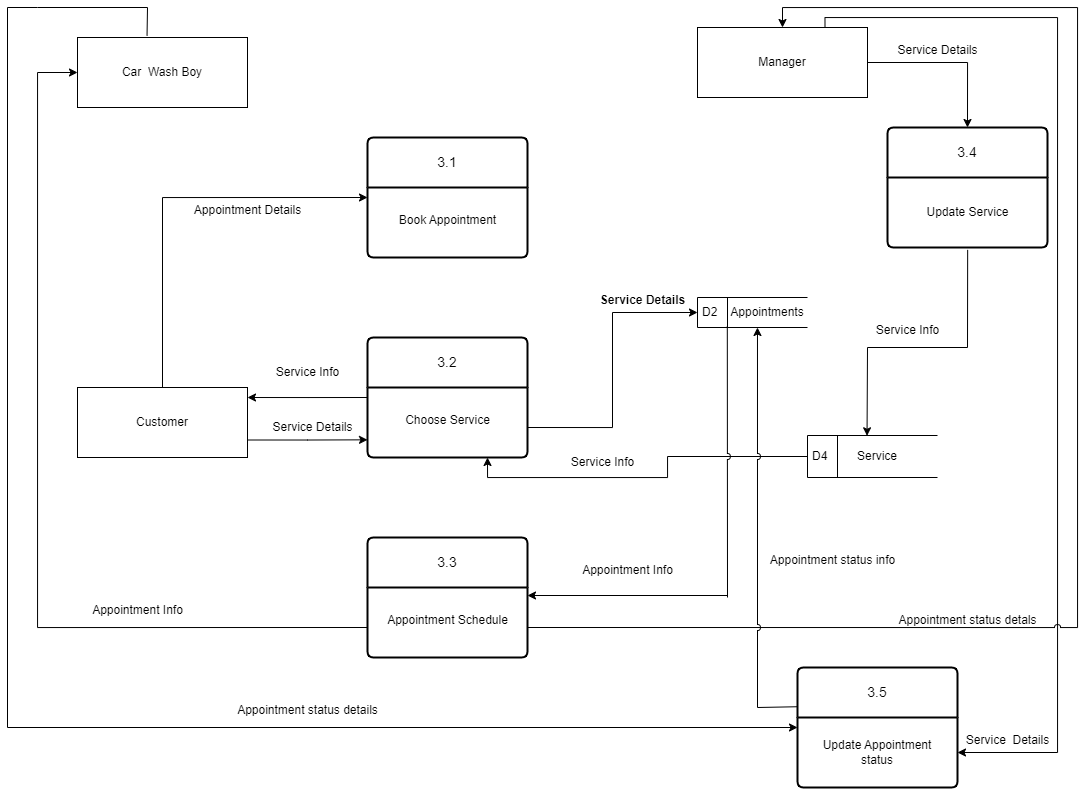 Car  Wash Boy
Manager
Service Details
3.4
Update Service
3.1
Book Appointment
Appointment Details
Service Details
D2
Appointments
Service Info
3.2
Choose Service
Service Info
Customer
Service Details
D4
Service
Service Info
3.3
Appointment Schedule
Appointment Info
Appointment status info
Appointment Info
Appointment status detals
3.5
Update Appointment
status
Appointment status details
Service  Details